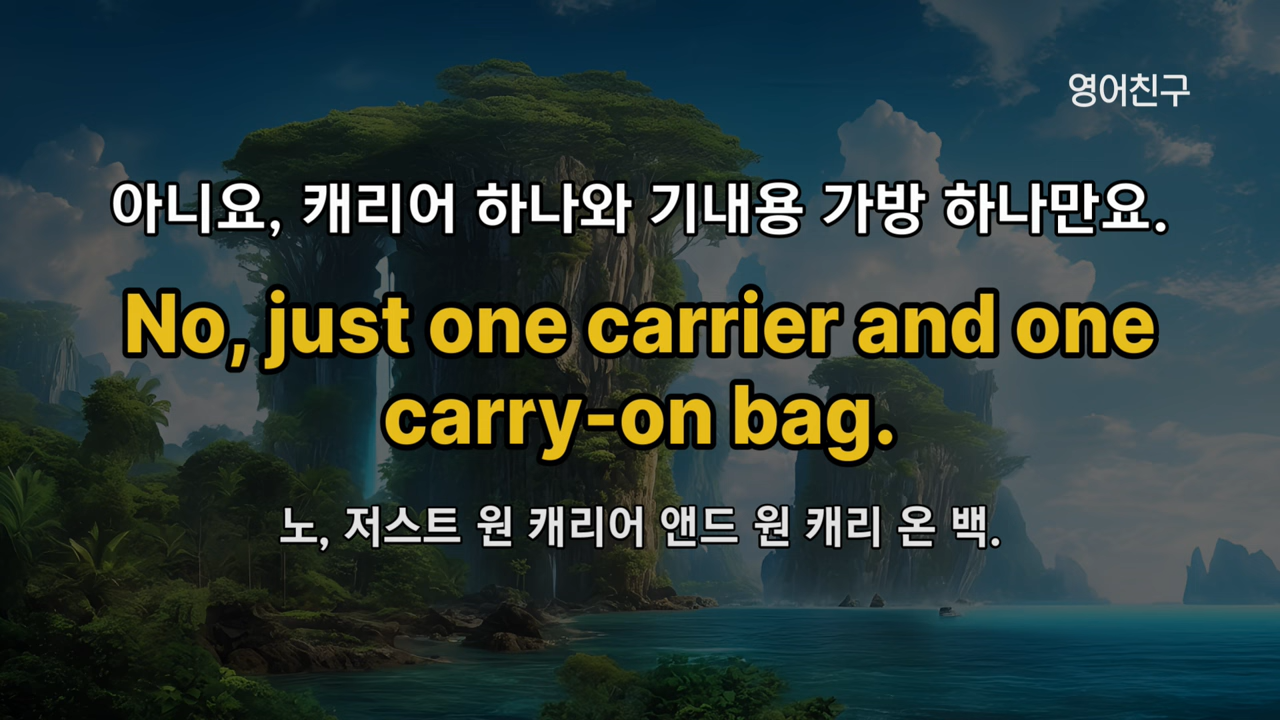 영어친구
아니요, 캐리어 하나와 기내용 가방 하나만요.
No, just one carrier and one
carry-on bag.
노, 저스트 원 캐리어 앤드 원 캐리 온 백.